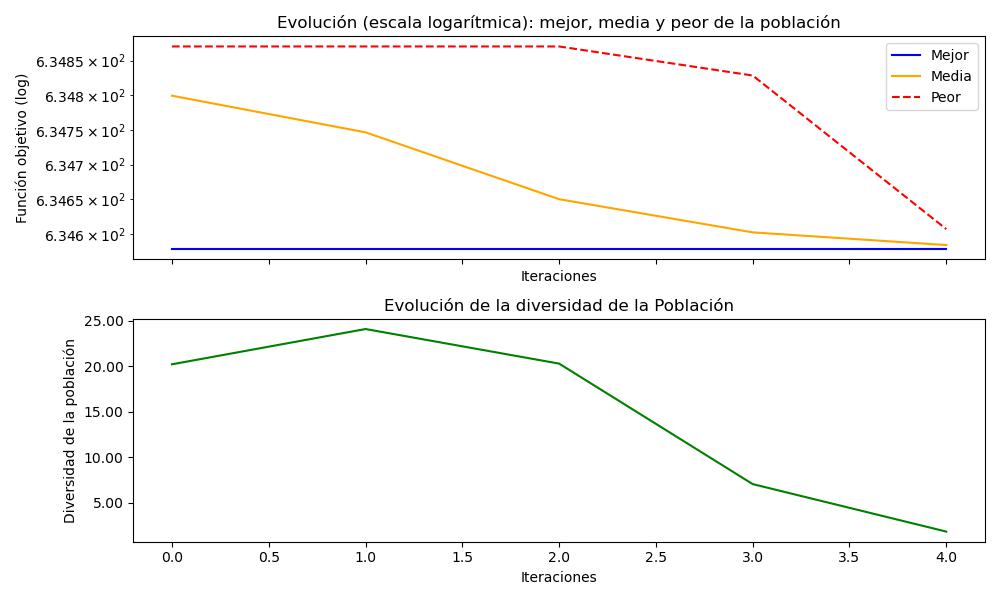 Evolución (escala logarítmica): mejor, media y peor de la población
Función objetivo (log)
6.3485 × 10²
6.348 × 10²
6.3475 × 10²
6.347 × 10²
6.3465 × 10²
6.346 × 10²
Mejor
Media
Peor
Iteraciones
Evolución de la diversidad de la Población
Diversidad de la población
25.00
20.00
15.00
10.00
5.00
0.0 0.5 1.0 1.5 2.0 2.5 3.0 3.5 4.0
Iteraciones